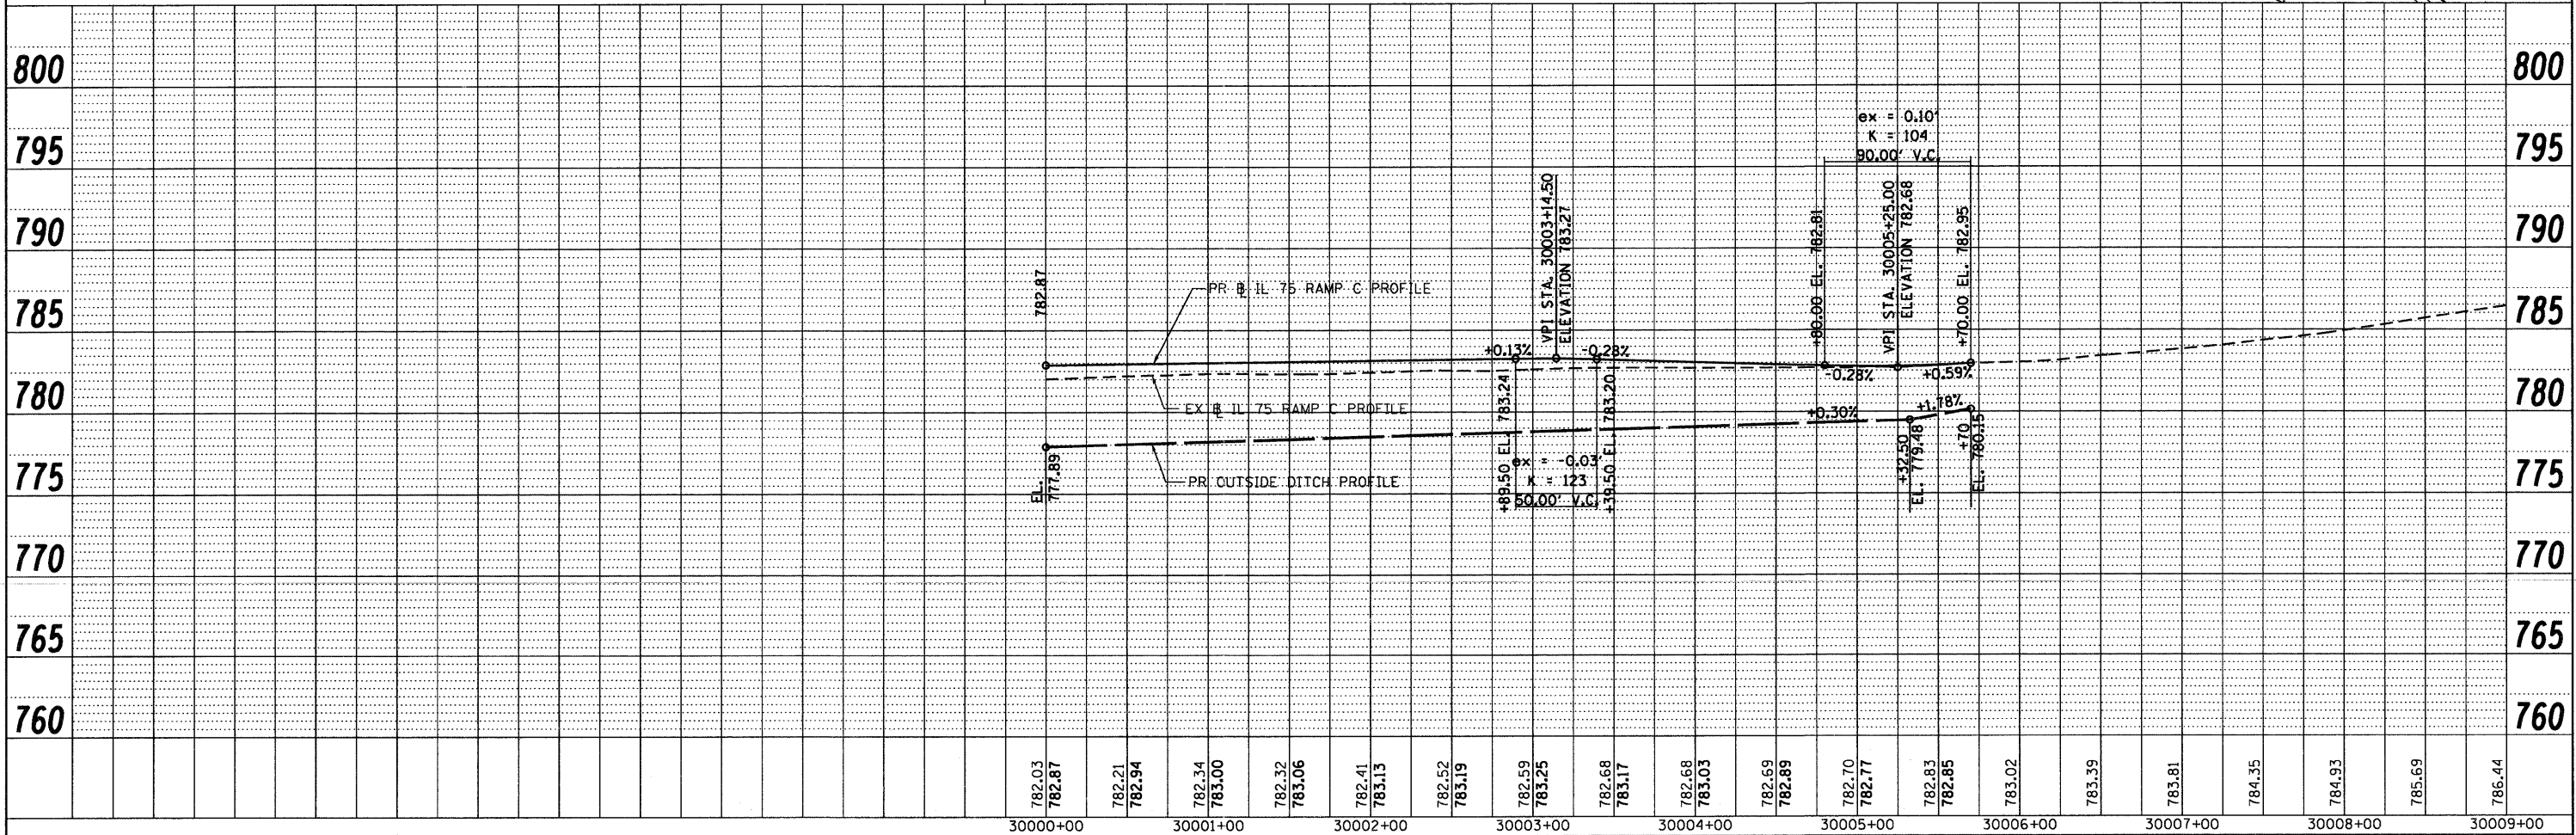 800 800
ex = 0.10'
K = 104
90.00' V.C.
795 795
+80.00 EL. 782.81
VPI STA. 30005+25.00
ELEVATION 782.68
+70.00 EL. 782.95
VPI STA. 30003+14.50
ELEVATION 783.27
790 790
782.87
PR BL IL 75 RAMP C PROFILE
785 785
+0.13%
-0.28%
-0.28%
+0.59%
780 780
EX BL IL 75 RAMP C PROFILE
+0.30%
+1.78%
+89.50 EL. 783.24
+39.50 EL. 783.20
+32.50
EL. 779.48
+70
EL. 780.15
EL.
777.89
ex = -0.03'
K = 123
50.00' V.C.
PR OUTSIDE DITCH PROFILE
775 775
770 770
765 765
760 760
782.03
782.87
782.21
782.94
782.34
783.00
782.32
783.06
782.41
783.13
782.52
783.19
782.59
783.25
782.68
783.17
782.68
783.03
782.69
782.89
782.70
782.77
782.83
782.85
783.02
783.39
783.81
784.35
784.93
785.69
786.44
30000+00 30001+00 30002+00 30003+00 30004+00 30005+00 30006+00 30007+00 30008+00 30009+00